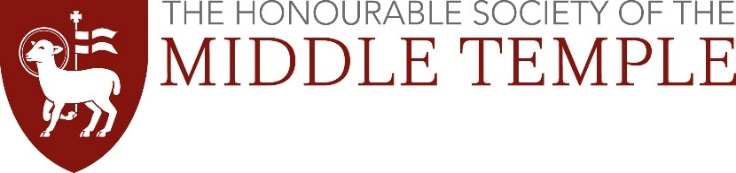 THE HONOURABLE SOCIETY OF THE
MIDDLE TEMPLE